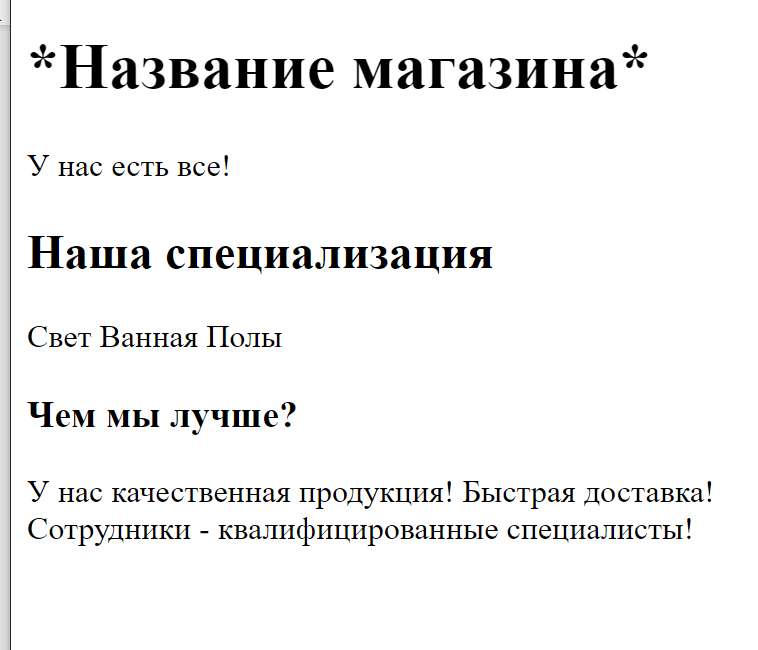 *Название магазина*
У нас есть все!
Наша специализация
Свет Ванная Полы
Чем мы лучше?
У нас качественная продукция! Быстрая доставка!
Сотрудники - квалифицированные специалисты!